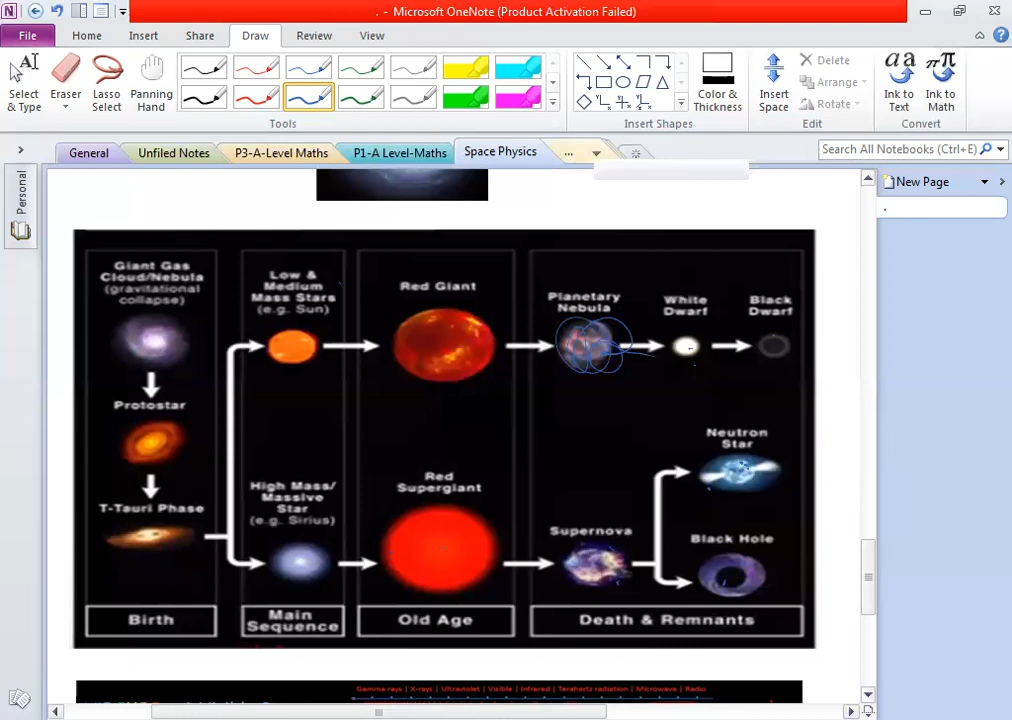 . - Microsoft OneNote (Product Activation Failed)
File Home Insert Share Draw Review View
Select & Type
Eraser
Lasso Select
Panning Hand
Tools
Color & Thickness
Insert Shapes
Insert Space
Delete
Arrange
Rotate
Edit
Ink to Text
Ink to Math
Convert
General Unfiled Notes P3-A-Level Maths P1-A Level-Maths Space Physics ...
Search All Notebooks (Ctrl+E)
Personal
New Page
.
Giant Gas
Cloud/Nebula
(gravitational
collapse)
Protostar
T-Tauri Phase
Birth
Low &
Medium
Mass Stars
(e.g. Sun)
High Mass/
Massive
Star
(e.g. Sirius)
Main
Sequence
Red Giant
Red
Supergiant
Old Age
Planetary
Nebula
White
Dwarf
Black
Dwarf
Neutron
Star
Supernova
Black Hole
Death & Remnants
Gamma rays | X-rays | Ultraviolet | Visible | Infrared | Terahertz radiation | Microwave | Radio